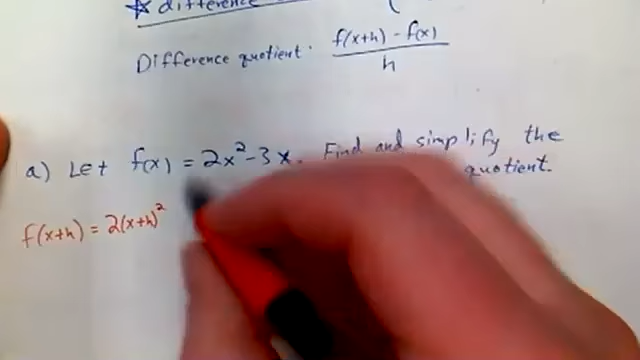 ☆ difference (
Difference quotient: f(x+h) - f(x) / h
a) Let f(x) = 2x² - 3x. Find and simplify the
quotient.
f(x+h) = 2(x+h)²